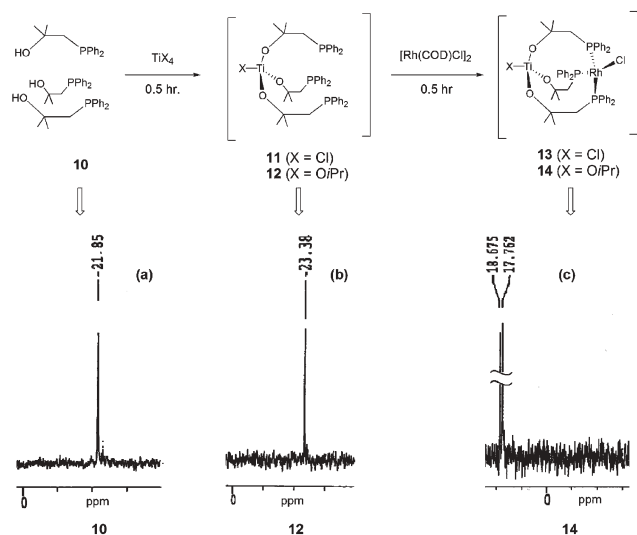 HO
PPh2
HO
PPh2
HO
PPh2
10
TiX4
0.5 hr.
O
PPh2
X
Ti
O
PPh2
O
PPh2
11 (X = Cl)
12 (X = OiPr)
[Rh(COD)Cl]2
0.5 hr
O
PPh2
X
Ti
O
Ph2P
Rh
Cl
O
PPh2
13 (X = Cl)
14 (X = OiPr)
-21.85
(a)
0
ppm
10
-23.38
(b)
0
ppm
12
18.675
17.762
(c)
0
ppm
14